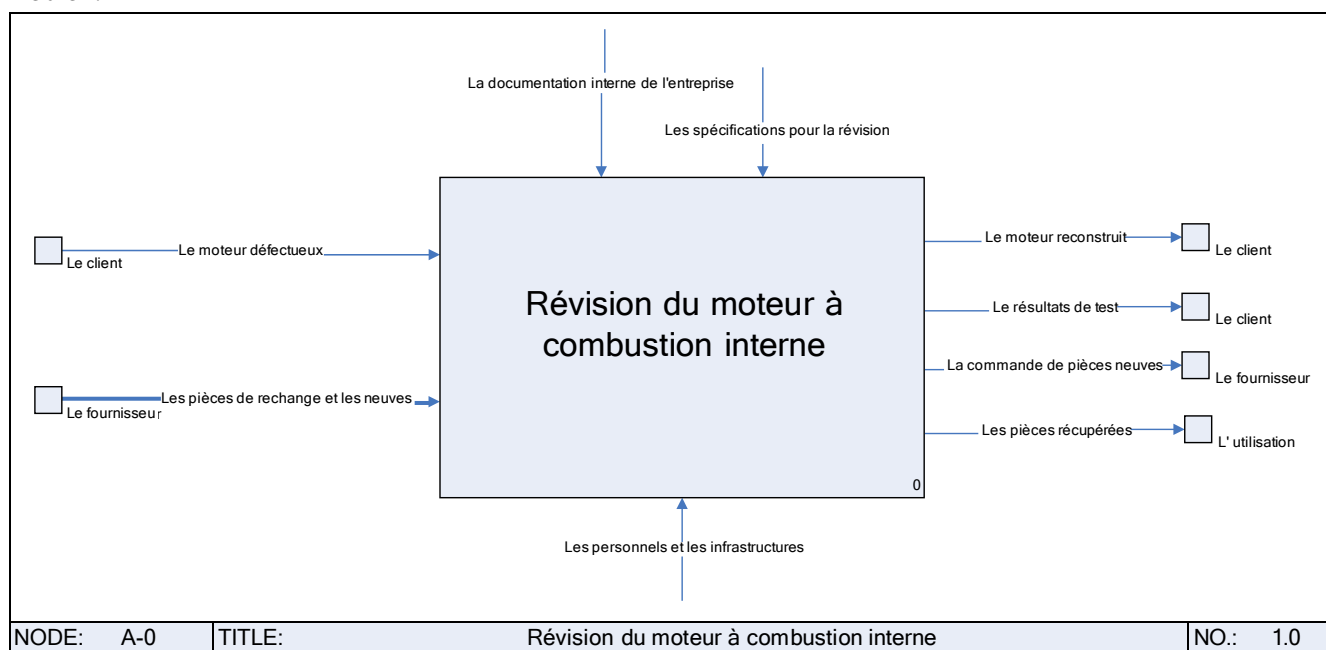 La documentation interne de l'entreprise
Les spécifications pour la révision
Le moteur défectueux
Le client
Les pièces de rechange et les neuves
Le fournisseur
Révision du moteur à
combustion interne
0
Le moteur reconstruit
Le client
Le résultats de test
Le client
La commande de pièces neuves
Le fournisseur
Les pièces récupérées
L' utilisation
Les personnels et les infrastructures
NODE: A-0 TITLE: Révision du moteur à combustion interne NO.: 1.0